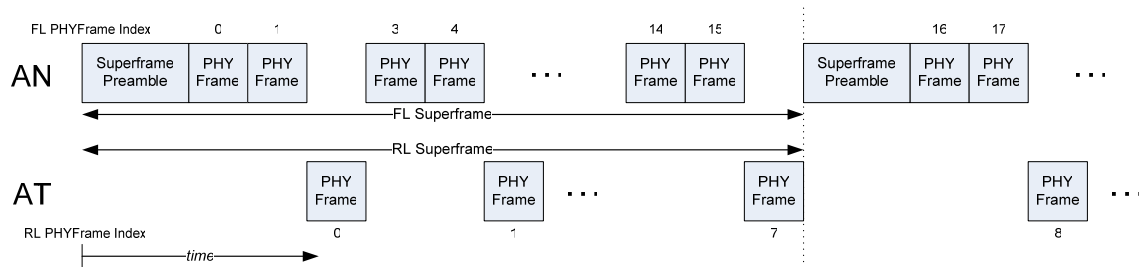 FL PHYFrame Index 0 1 3 4 14 15 16 17
AN
Superframe Preamble
PHY Frame
PHY Frame
PHY Frame
PHY Frame
...
PHY Frame
PHY Frame
Superframe Preamble
PHY Frame
PHY Frame
...
FL Superframe
RL Superframe
AT
PHY Frame
PHY Frame
...
PHY Frame
PHY Frame
...
RL PHYFrame Index 0 1 7 8
time